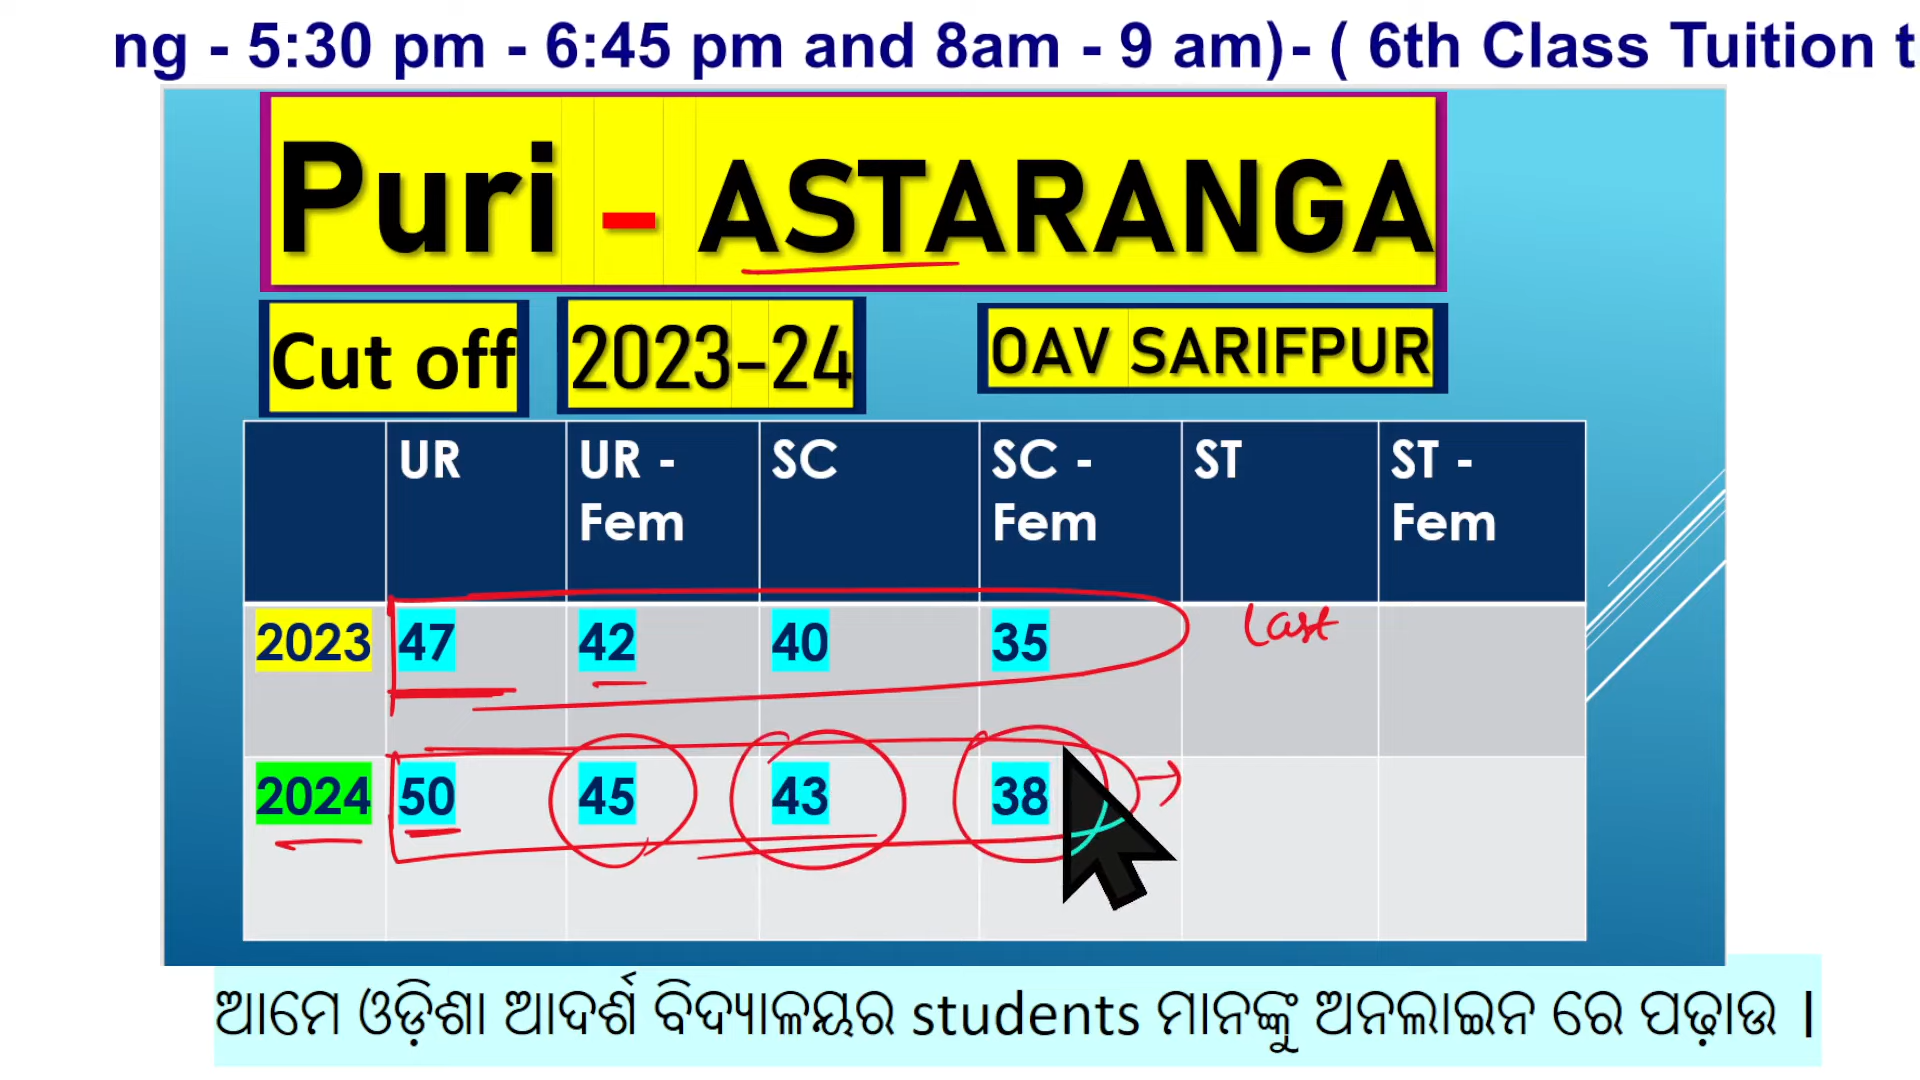 ng - 5:30 pm - 6:45 pm and 8am - 9 am)- ( 6th Class Tuition t
Puri - ASTARANGA
Cut off 2023-24 OAV SARIFPUR
UR UR - Fem SC SC - Fem ST ST - Fem
2023 47 42 40 35 Last
2024 50 45 43 38
ଆମେ ଓଡ଼ିଶା ଆଦର୍ଶ ବିଦ୍ୟାଳୟର students ମାନଙ୍କୁ ଅନଲାଇନ ରେ ପଢ଼ାଉ ।